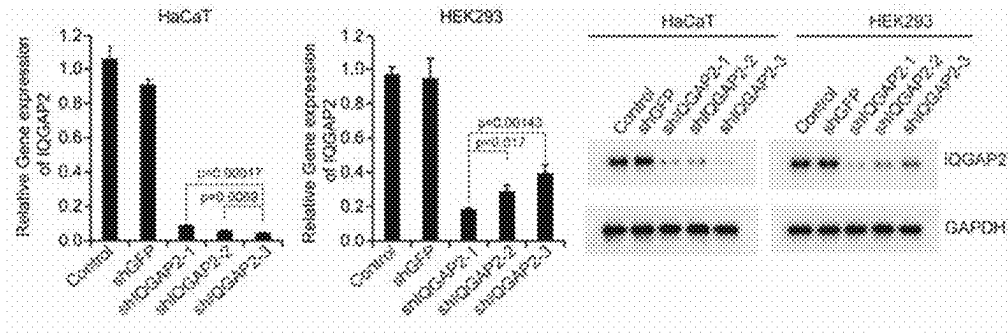 HaCaT
Relative Gene expression
of IQGAP2
1.2
1.0
0.8
0.6
0.4
0.2
0.0
Control
shGFP
shIQGAP2-1
shIQGAP2-2
shIQGAP2-3
HEK293
Relative Gene expression
of IQGAP2
1.2
1.0
0.8
0.6
0.4
0.2
0.0
p=0.00143
p=0.017
Control
shGFP
shIQGAP2-1
shIQGAP2-2
shIQGAP2-3
HaCaT
Control
shGFP
shIQGAP2-1
shIQGAP2-2
shIQGAP2-3
HEK293
Control
shGFP
shIQGAP2-1
shIQGAP2-2
shIQGAP2-3
IQGAP2
GAPDH